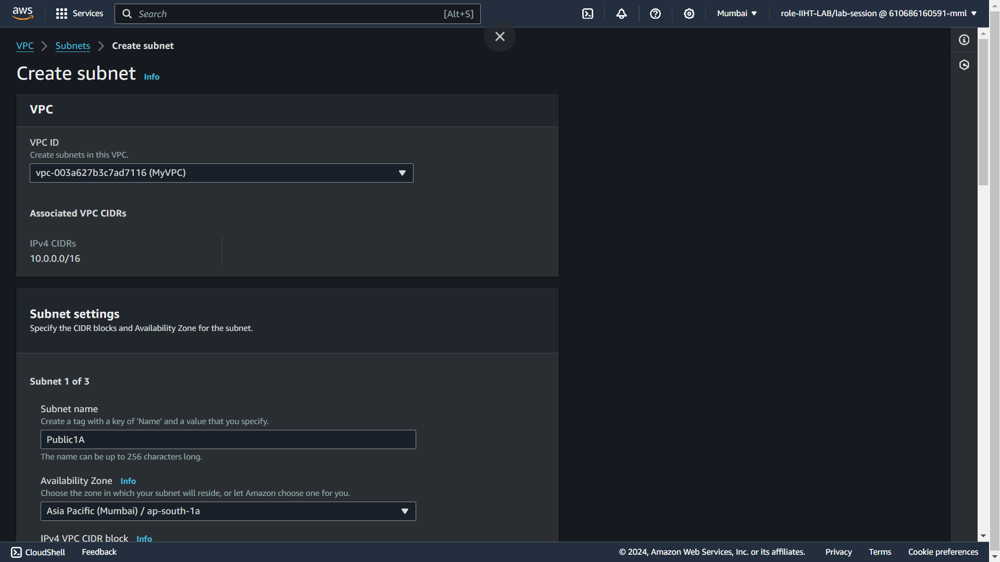 aws
Services
Search
[Alt+S]
Mumbai
role-IIHT-LAB/lab-session @ 610686160591-mml
VPC
Subnets
Create subnet
Create subnet Info
VPC
VPC ID
Create subnets in this VPC.
vpc-003a627b3c7ad7116 (MyVPC)
Associated VPC CIDRs
IPv4 CIDRs
10.0.0.0/16
Subnet settings
Specify the CIDR blocks and Availability Zone for the subnet.
Subnet 1 of 3
Subnet name
Create a tag with a key of 'Name' and a value that you specify.
Public1A
The name can be up to 256 characters long.
Availability Zone Info
Choose the zone in which your subnet will reside, or let Amazon choose one for you.
Asia Pacific (Mumbai) / ap-south-1a
IPv4 VPC CIDR block Info
CloudShell
Feedback
© 2024, Amazon Web Services, Inc. or its affiliates.
Privacy
Terms
Cookie preferences